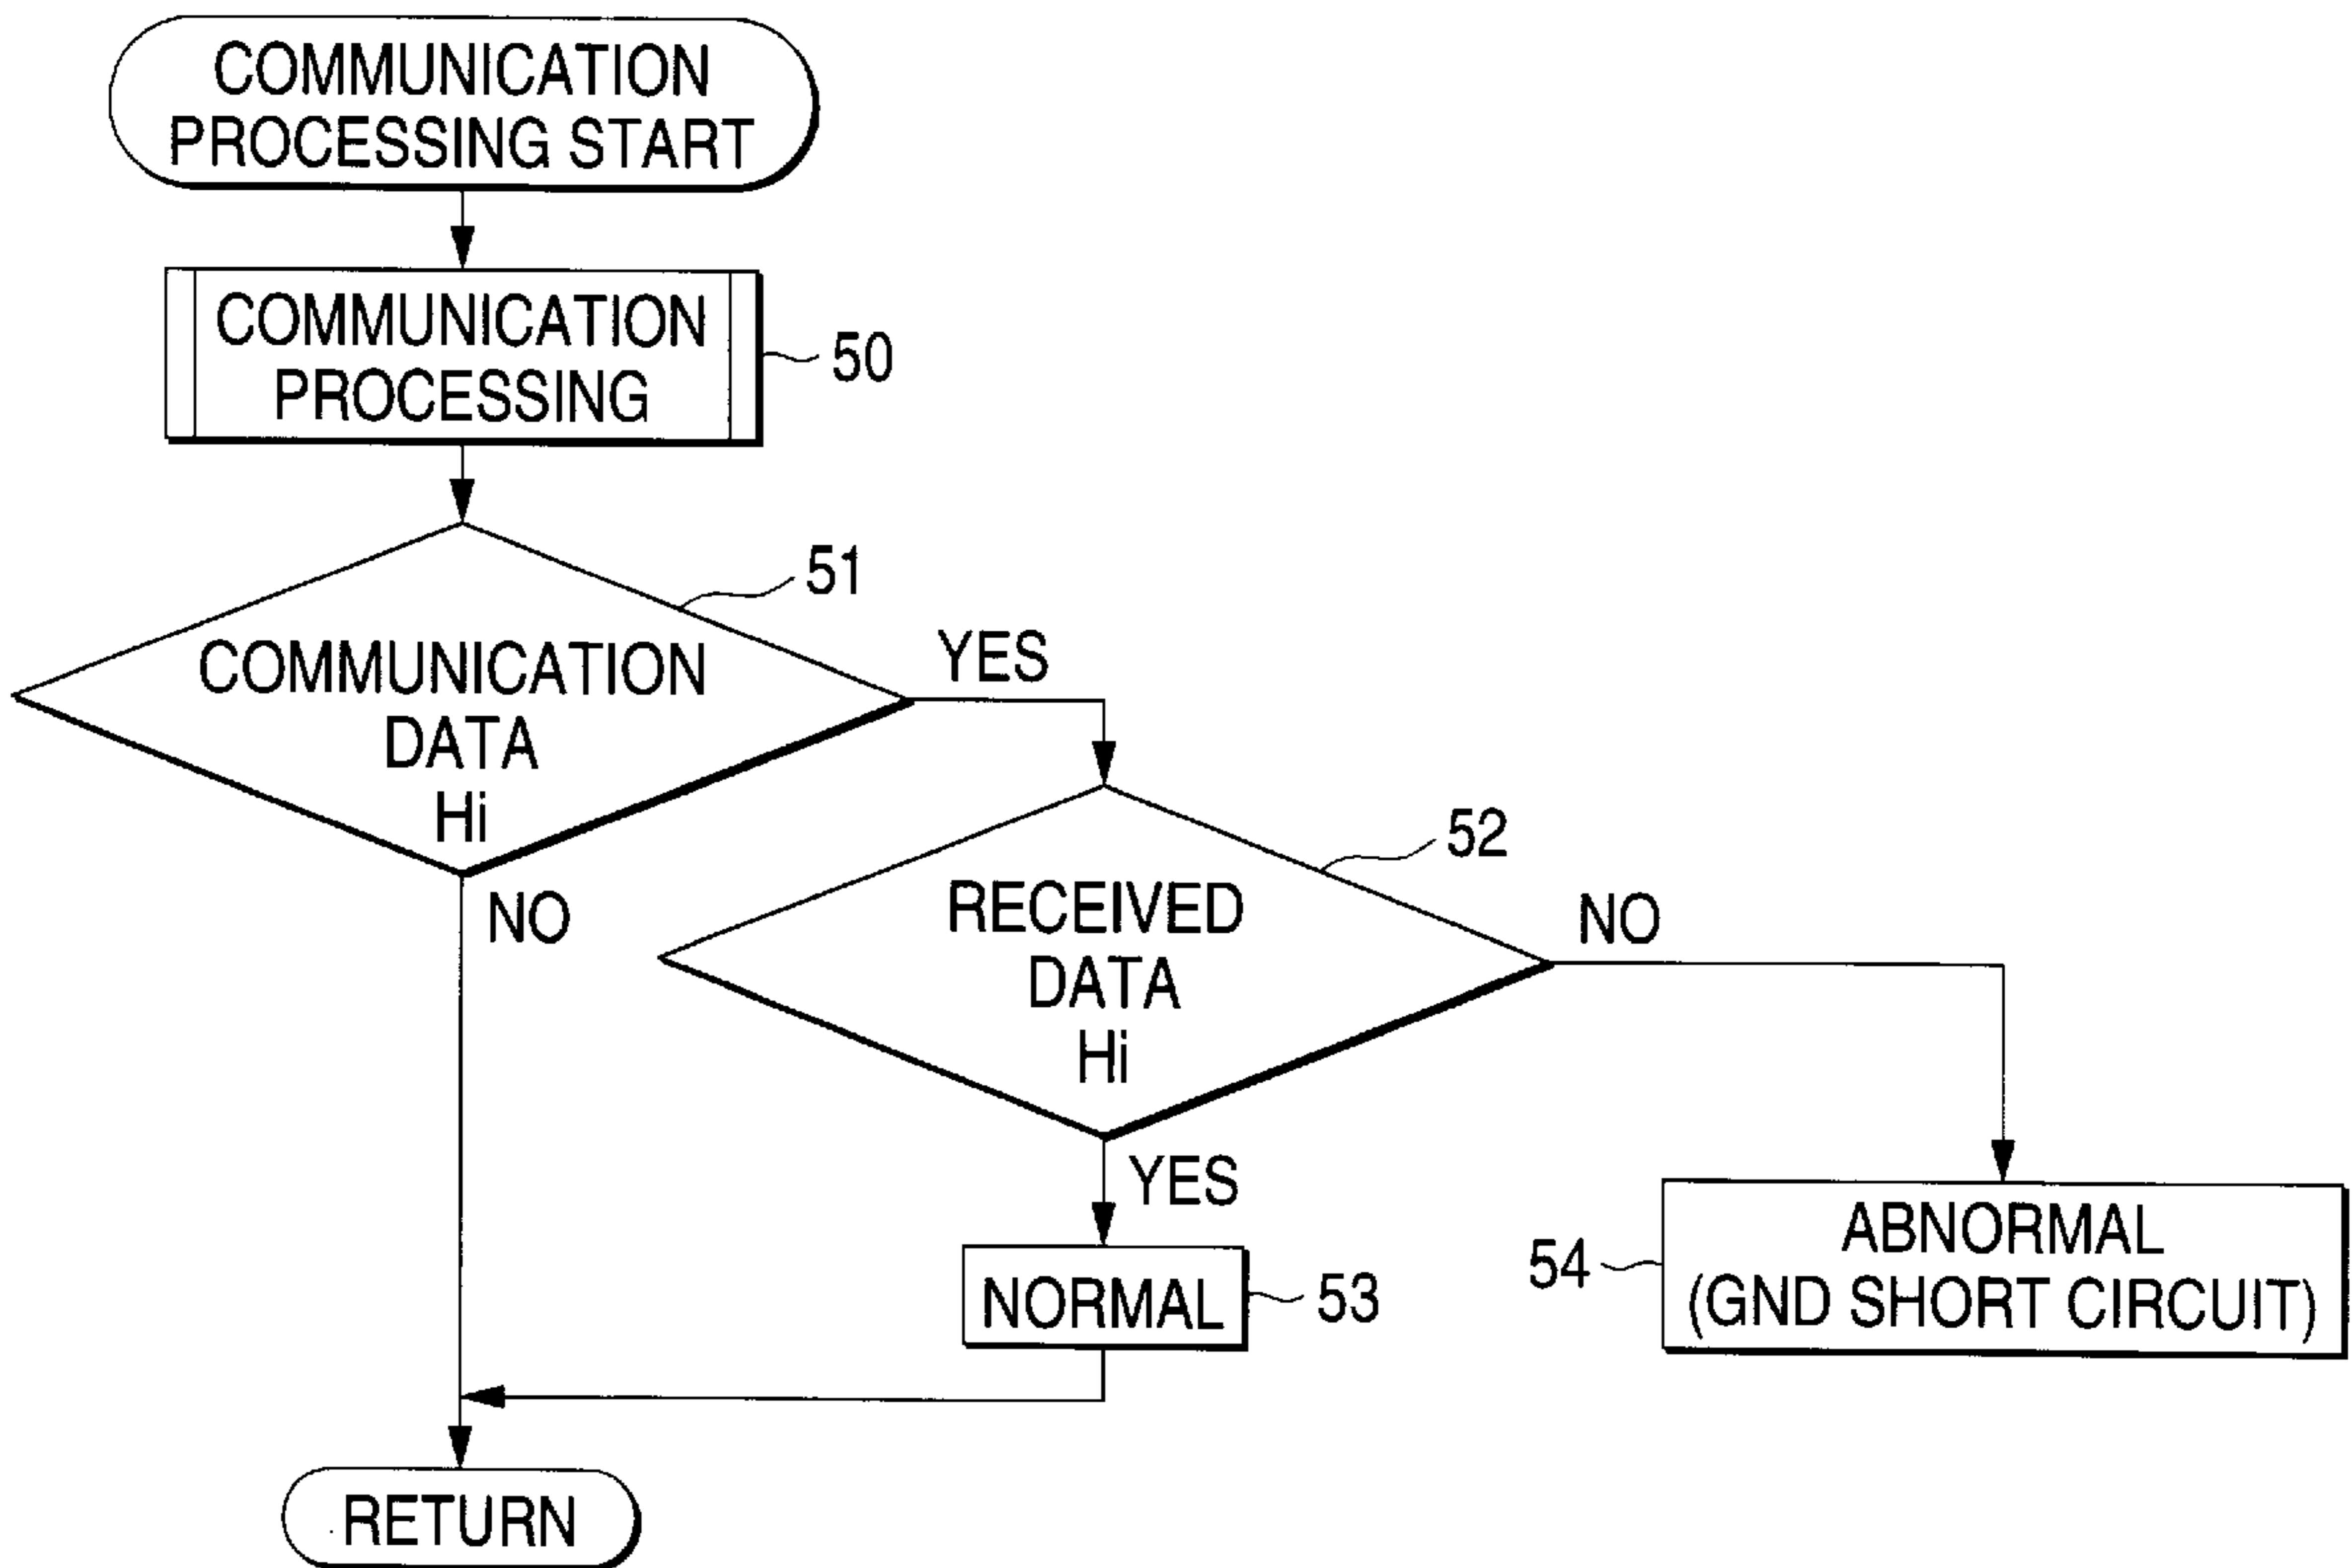 COMMUNICATION
PROCESSING START
COMMUNICATION
PROCESSING
50
51
COMMUNICATION
DATA
Hi
YES
NO
52
RECEIVED
DATA
Hi
NO
YES
NORMAL
53
54
ABNORMAL
(GND SHORT CIRCUIT)
RETURN